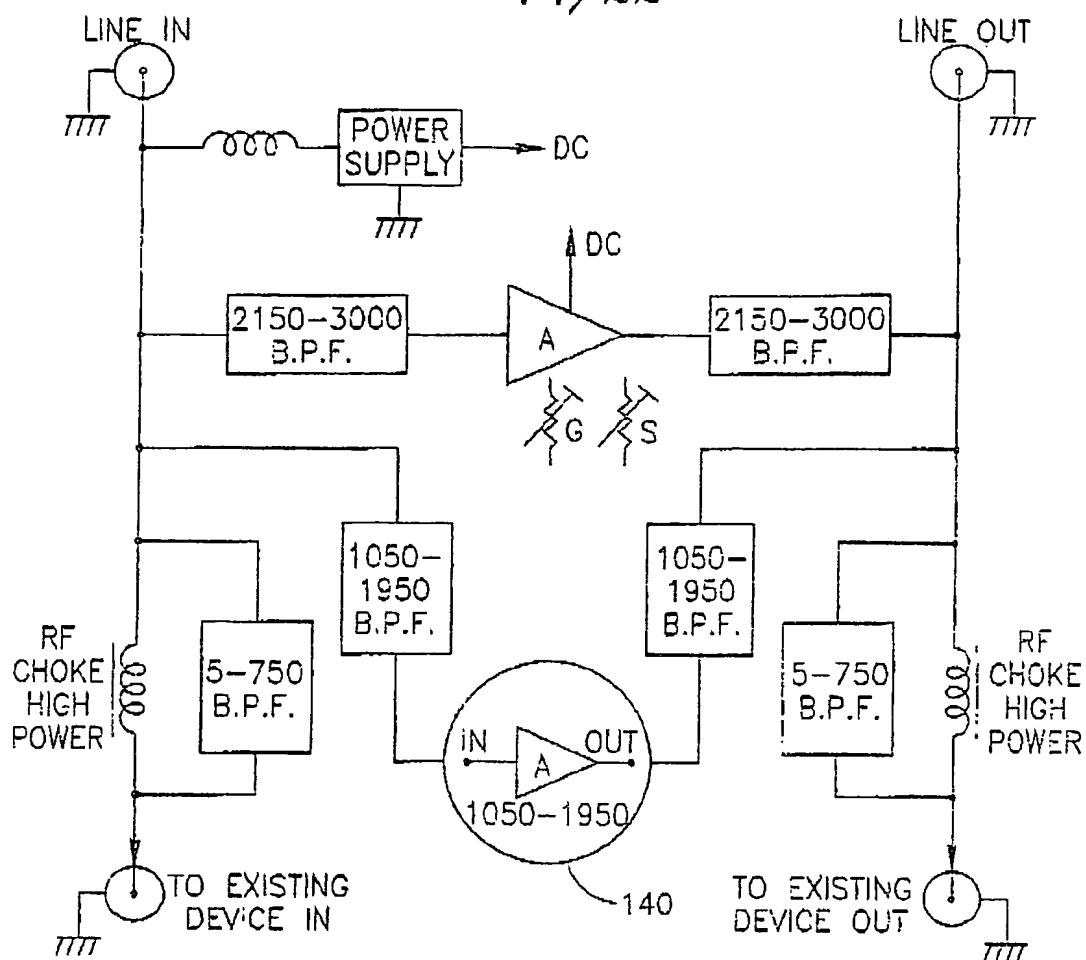 LINE IN
LINE OUT
POWER
SUPPLY
DC
DC
2150-3000
B.P.F.
A
2150-3000
B.P.F.
G
S
1050-
1950
B.P.F.
1050-
1950
B.P.F.
RF
CHOKE
HIGH
POWER
5-750
B.P.F.
5-750
B.P.F.
RF
CHOKE
HIGH
POWER
IN
OUT
A
1050-1950
140
TO EXISTING
DEVICE IN
TO EXISTING
DEVICE OUT